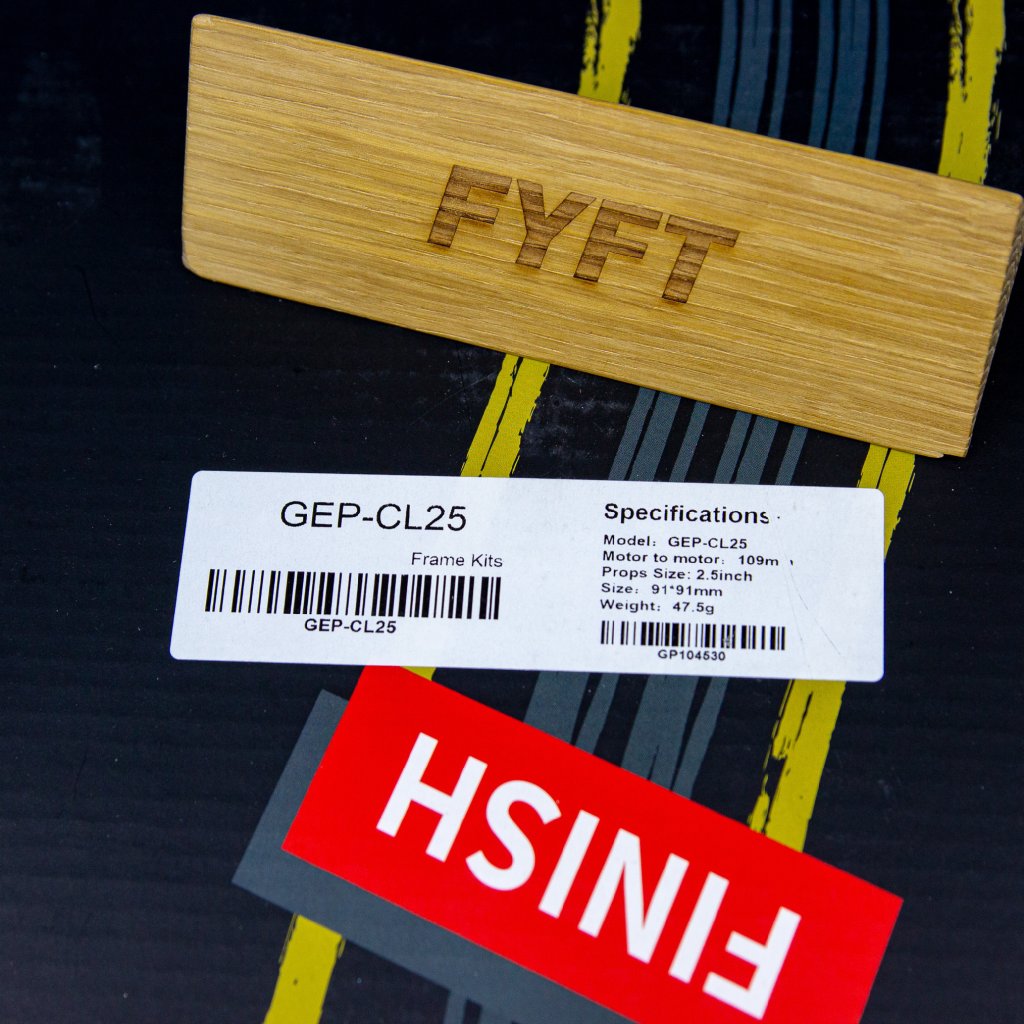 FYFT
GEP-CL25
Frame Kits
GEP-CL25
Specifications
Model: GEP-CL25
Motor to motor: 109m
Props Size: 2.5inch
Size: 91*91mm
Weight: 47.5g
GP104530
FINISH